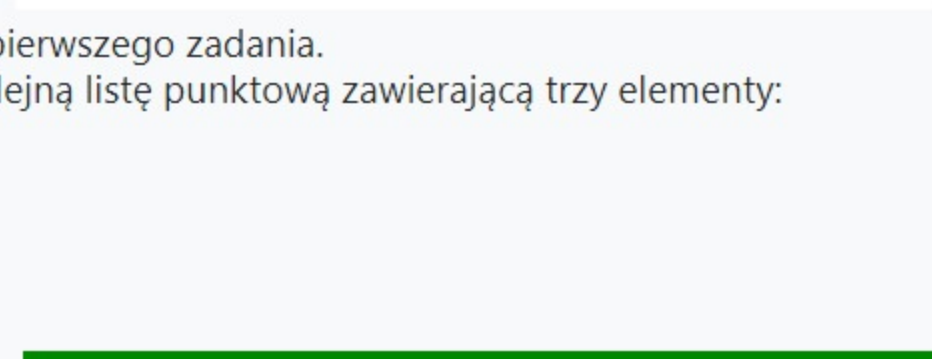 pierwszego zadania.
lejną listę punktową zawierającą trzy elementy: